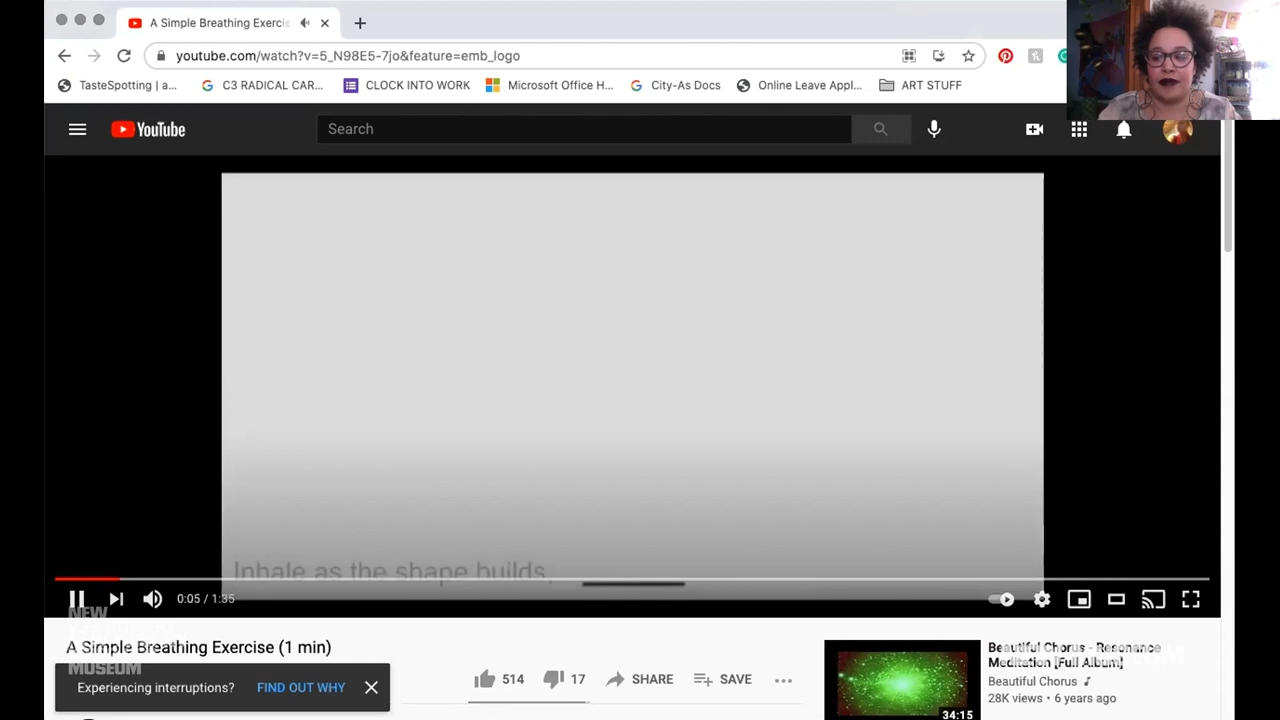 A Simple Breathing Exerci
youtube.com/watch?v=5_N98E5-7jo&feature=emb_logo
TasteSpotting | a... C3 RADICAL CAR... CLOCK INTO WORK Microsoft Office H... City-As Docs Online Leave Appl... ART STUFF
YouTube
Search
Inhale as the shape builds,
0:05 / 1:35
NEW
MUSEUM
A Simple Breathing Exercise (1 min)
Experiencing interruptions? FIND OUT WHY
514 17 SHARE SAVE
34:15
Beautiful Chorus - Resonance
Meditation [Full Album]
Beautiful Chorus
28K views • 6 years ago